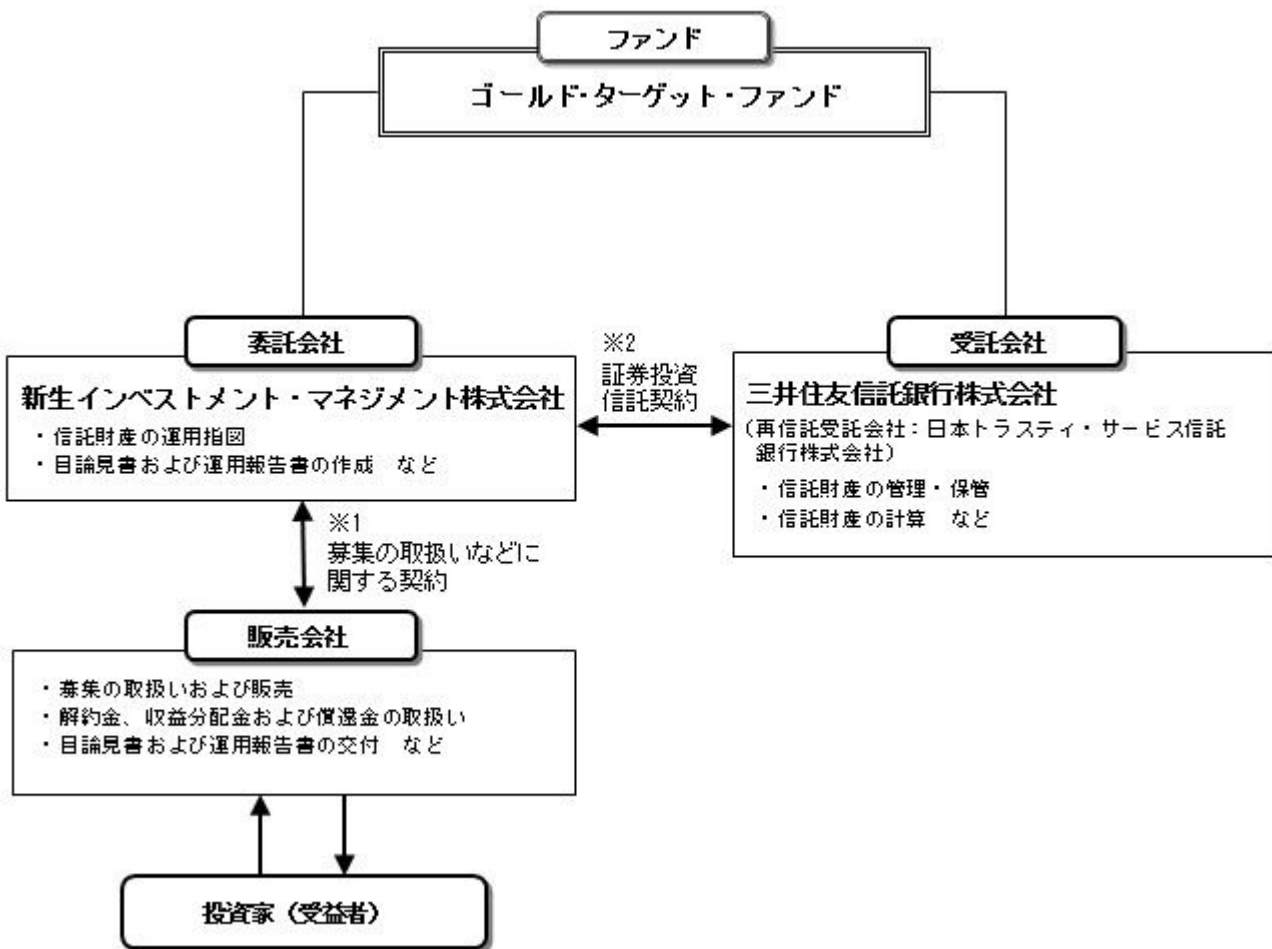 ファンド
ゴールド・ターゲット・ファンド
委託会社
新生インベストメント・マネジメント株式会社
・信託財産の運用指図
・目論見書および運用報告書の作成 など
※2
証券投資
信託契約
受託会社
三井住友信託銀行株式会社
(再信託受託会社:日本トラスティ・サービス信託
銀行株式会社)
・信託財産の管理・保管
・信託財産の計算 など
※1
募集の取扱いなどに
関する契約
販売会社
・募集の取扱いおよび販売
・解約金、収益分配金および償還金の取扱い
・目論見書および運用報告書の交付 など
投資家(受益者)